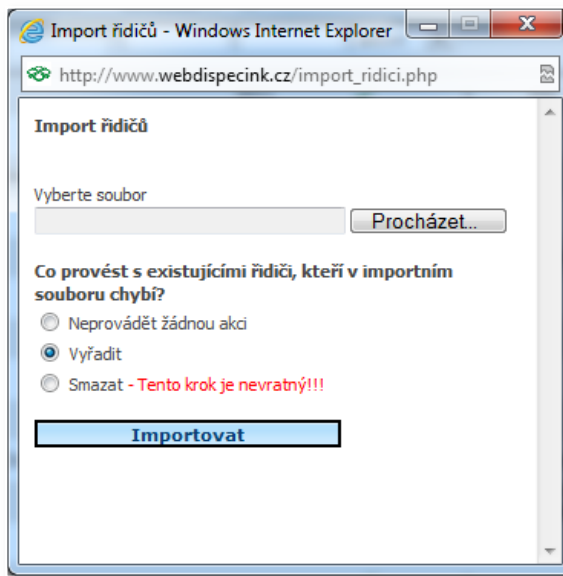 Import řidičů - Windows Internet Explorer
http://www.webdispecink.cz/import_ridici.php
Import řidičů
Vyberte soubor
Procházet...
Co provést s existujícími řidiči, kteří v importním
souboru chybí?
Neprovádět žádnou akci
Vyřadit
Smazat - Tento krok je nevratný!!!
Importovat